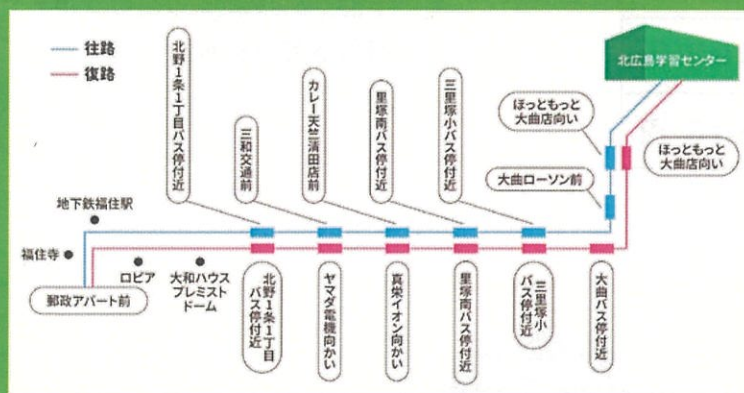 往路
復路
北野1条1丁目バス停付近
三和交通前
カレー天竺清田店前
里塚南バス停付近
三里塚小バス停付近
北広島学習センター
ほっともっと
大曲店向い
大曲ローソン前
ほっともっと
大曲店向い
地下鉄福住駅
福住寺
ロピア
大和ハウス
プレミスト
ドーム
郵政アパート前
北野1条1丁目
バス停付近
ヤマダ電機向かい
真栄イオン向かい
里塚南バス停付近
三里塚小
バス停付近
大曲バス停付近